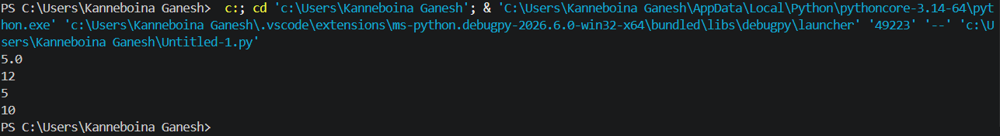 PS C:\Users\Kanneboina Ganesh>  c:; cd 'c:\Users\Kanneboina Ganesh'; & 'C:\Users\Kanneboina Ganesh\AppData\Local\Python\pythoncore-3.14-64\pyt
hon.exe' 'c:\Users\Kanneboina Ganesh\.vscode\extensions\ms-python.debugpy-2026.6.0-win32-x64\bundled\libs\debugpy\launcher' '49223' '--' 'c:\U
sers\Kanneboina Ganesh\Untitled-1.py'
5.0
12
5
10
PS C:\Users\Kanneboina Ganesh>